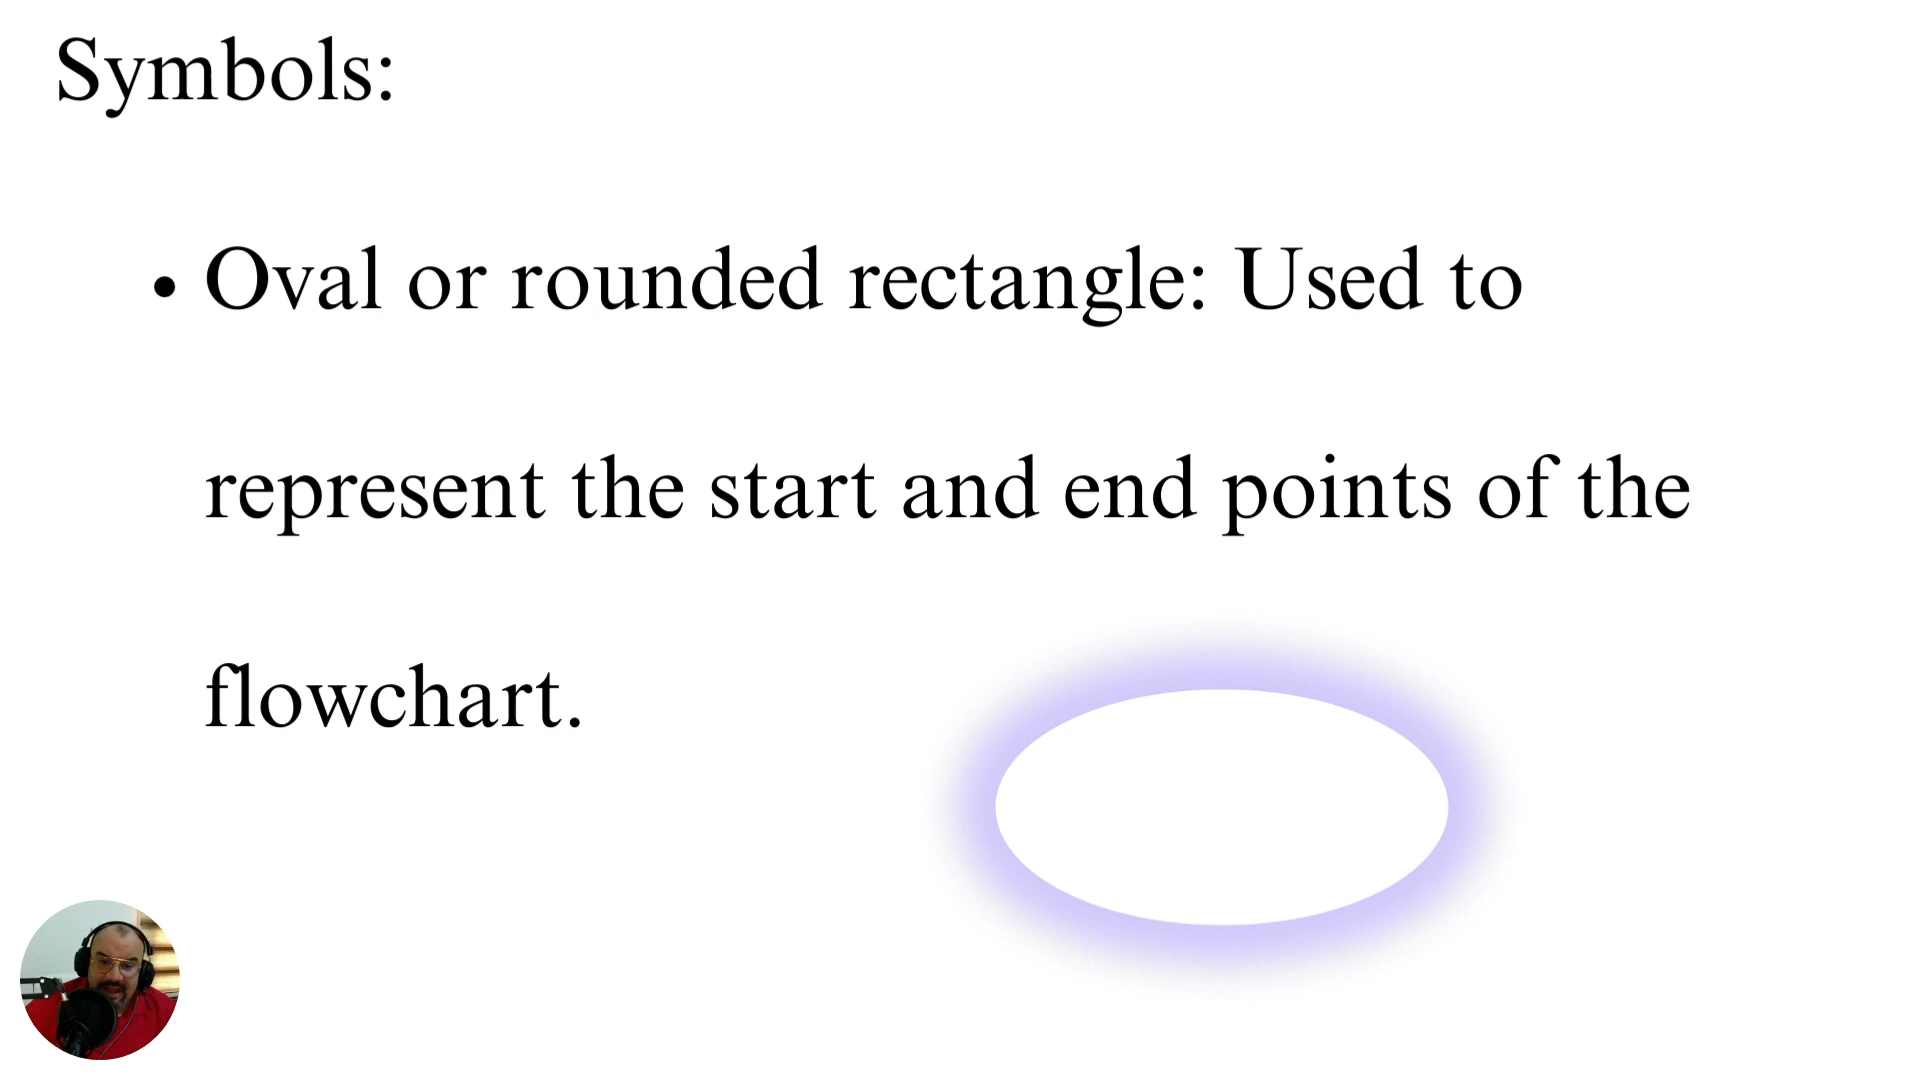 Symbols:
• Oval or rounded rectangle: Used to
represent the start and end points of the
flowchart.